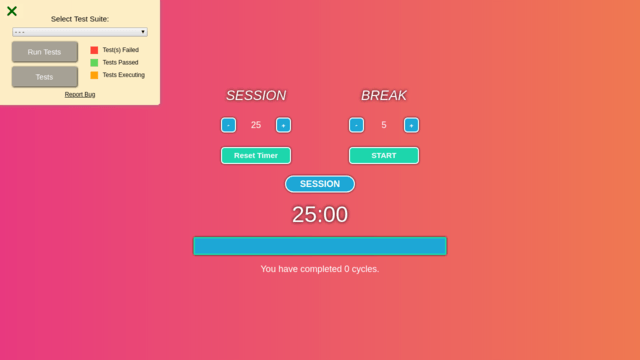 Select Test Suite:
- - -
Run Tests
Test(s) Failed
Tests Passed
Tests
Tests Executing
Report Bug
SESSION
BREAK
- 25 +
- 5 +
Reset Timer
START
SESSION
25:00
You have completed 0 cycles.